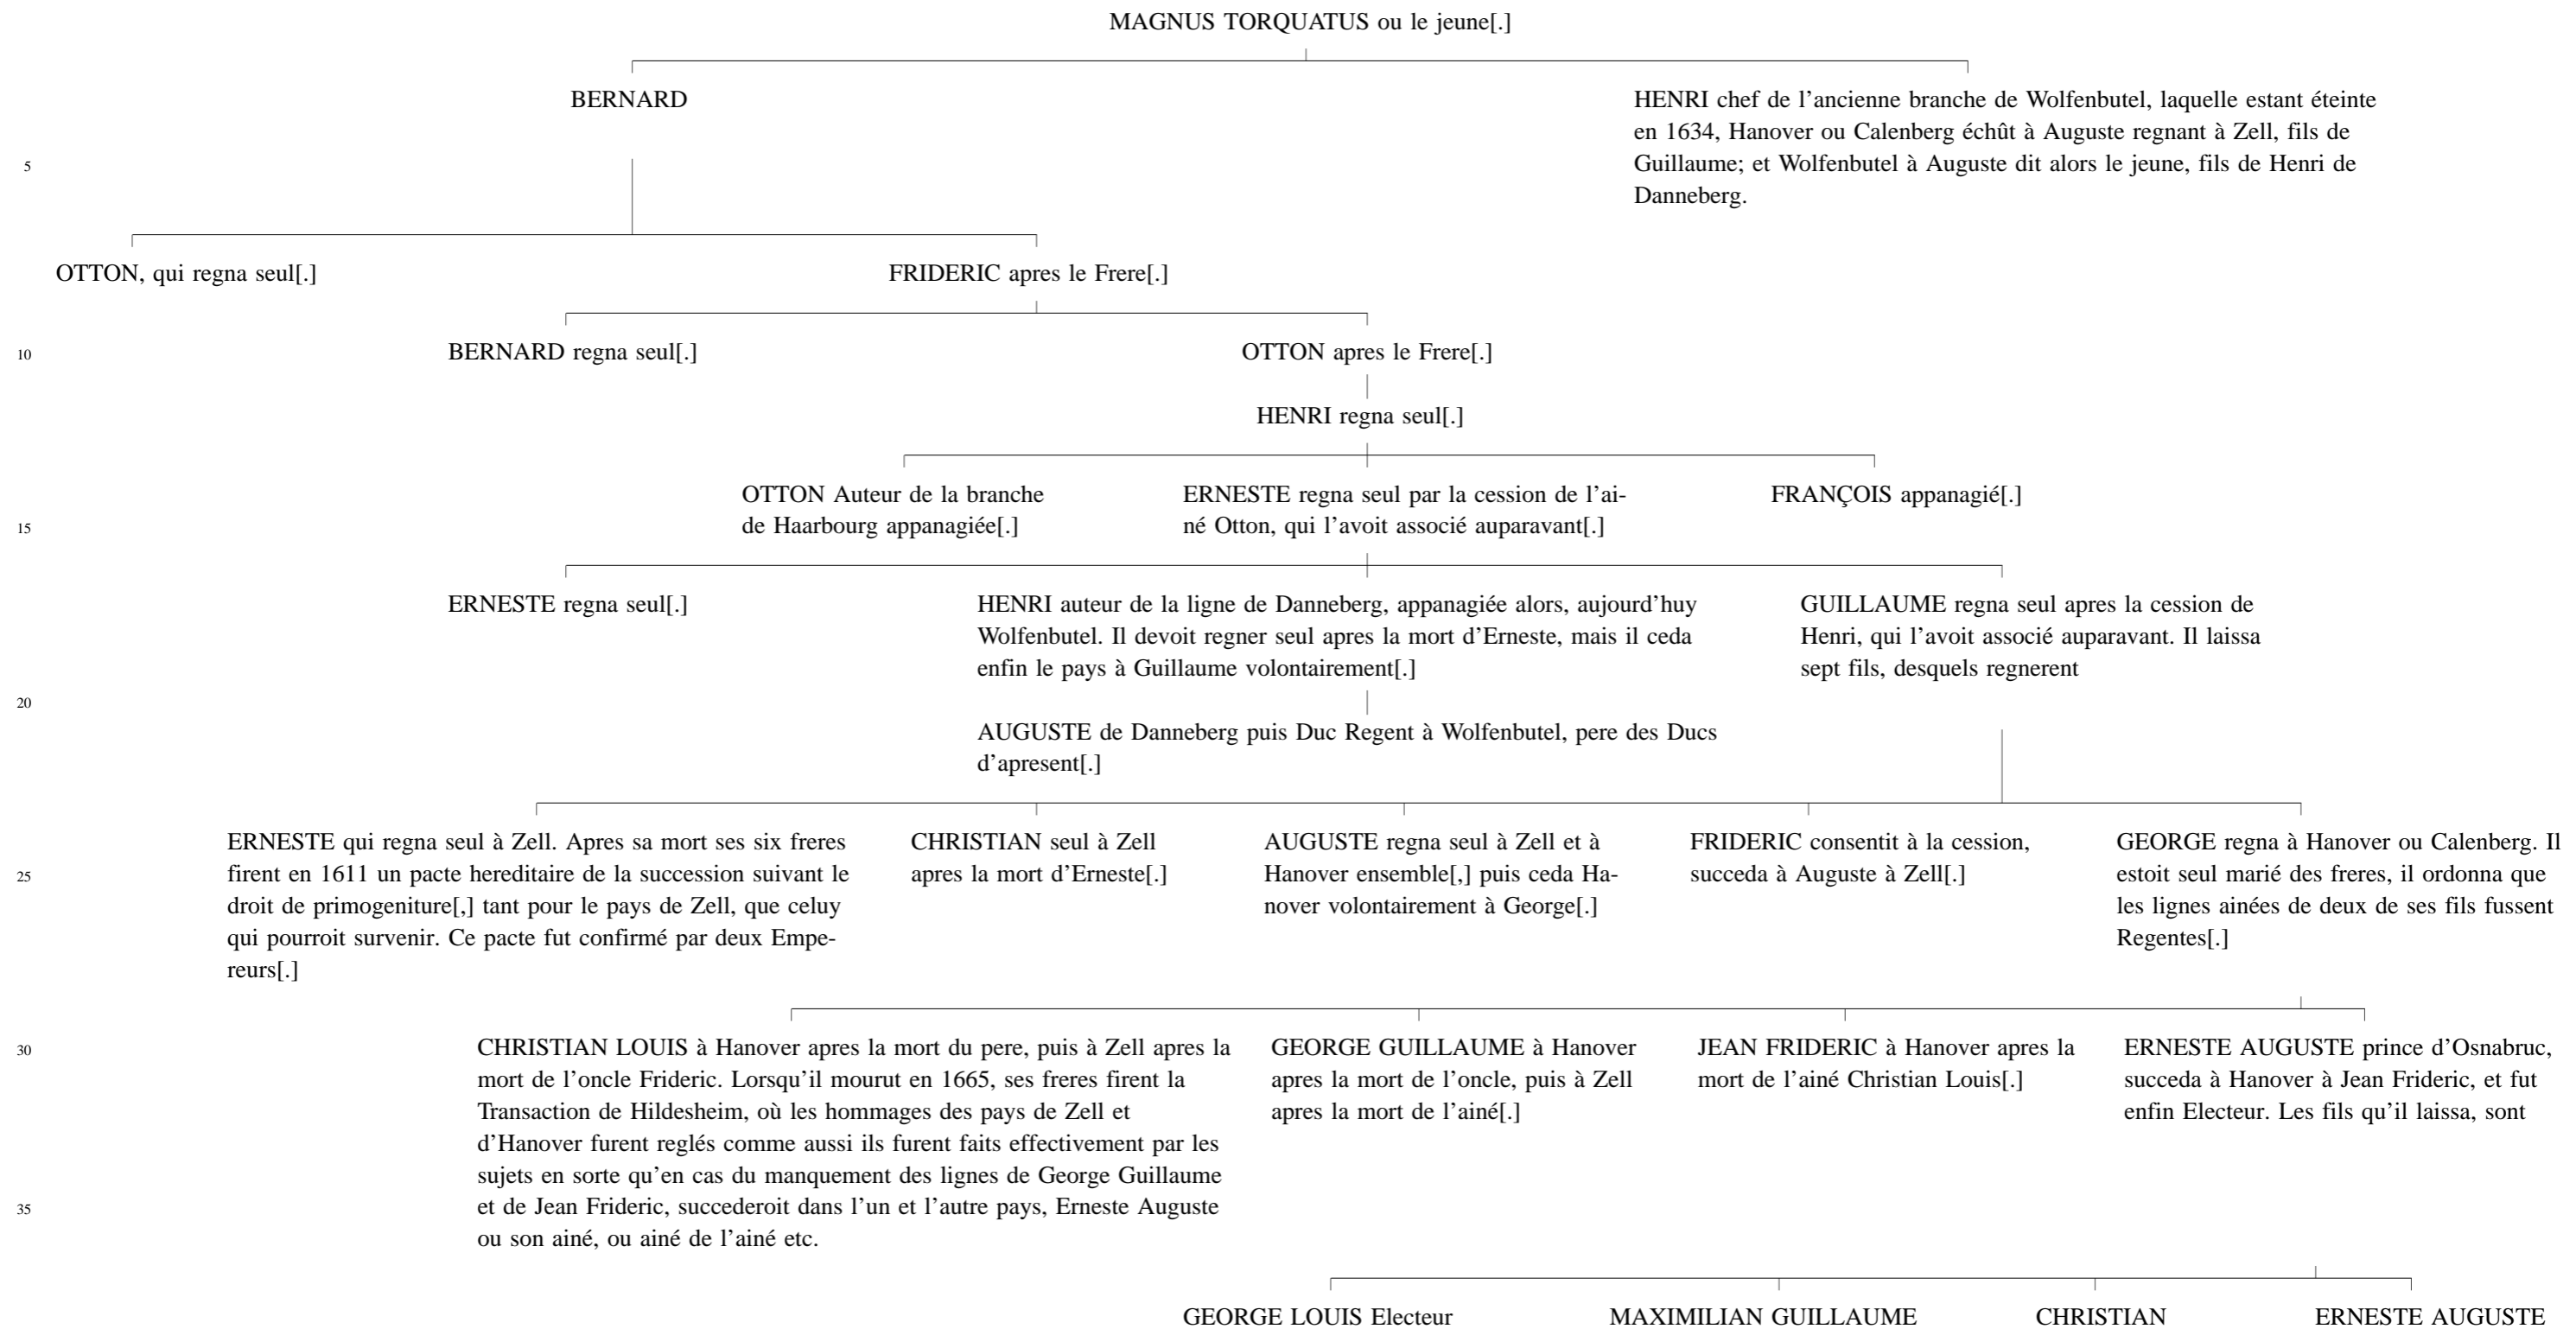 MAGNUS TORQUATUS ou le jeune[.]
BERNARD
HENRI chef de l'ancienne branche de Wolfenbutel, laquelle estant éteinte
en 1634, Hanover ou Calenberg échût à Auguste regnant à Zell, fils de
5
Guillaume; et Wolfenbutel à Auguste dit alors le jeune, fils de Henri de
Danneberg.
OTTON, qui regna seul[.]
FRIDERIC apres le Frere[.]
10
BERNARD regna seul[.]
OTTON apres le Frere[.]
HENRI regna seul[.]
OTTON Auteur de la branche
de Haarbourg appanagiée[.]
ERNESTE regna seul par la cession de l'ai-
né Otton, qui l'avoit associé auparavant[.]
FRANÇOIS appanagié[.]
15
ERNESTE regna seul[.]
HENRI auteur de la ligne de Danneberg, appanagiée alors, aujourd'huy
Wolfenbutel. Il devoit regner seul apres la mort d'Erneste, mais il ceda
enfin le pays à Guillaume volontairement[.]
GUILLAUME regna seul apres la cession de
Henri, qui l'avoit associé auparavant. Il laissa
sept fils, desquels regnerent
20
AUGUSTE de Danneberg puis Duc Regent à Wolfenbutel, pere des Ducs
d'apresent[.]
ERNESTE qui regna seul à Zell. Apres sa mort ses six freres
firent en 1611 un pacte hereditaire de la succession suivant le
droit de primogeniture[,] tant pour le pays de Zell, que celuy
qui pourroit survenir. Ce pacte fut confirmé par deux Empe-
reurs[.]
CHRISTIAN seul à Zell
apres la mort d'Erneste[.]
AUGUSTE regna seul à Zell et à
Hanover ensemble[,] puis ceda Ha-
nover volontairement à George[.]
FRIDERIC consentit à la cession,
succeda à Auguste à Zell[.]
GEORGE regna à Hanover ou Calenberg. Il
estoit seul marié des freres, il ordonna que
les lignes ainées de deux de ses fils fussent
Regentes[.]
25
30
CHRISTIAN LOUIS à Hanover apres la mort du pere, puis à Zell apres la
mort de l'oncle Frideric. Lorsqu'il mourut en 1665, ses freres firent la
Transaction de Hildesheim, où les hommages des pays de Zell et
d'Hanover furent reglés comme aussi ils furent faits effectivement par les
sujets en sorte qu'en cas du manquement des lignes de George Guillaume
et de Jean Frideric, succederoit dans l'un et l'autre pays, Erneste Auguste
ou son ainé, ou ainé de l'ainé etc.
GEORGE GUILLAUME à Hanover
apres la mort de l'oncle, puis à Zell
apres la mort de l'ainé[.]
JEAN FRIDERIC à Hanover apres la
mort de l'ainé Christian Louis[.]
ERNESTE AUGUSTE prince d'Osnabruc,
succeda à Hanover à Jean Frideric, et fut
enfin Electeur. Les fils qu'il laissa, sont
35
GEORGE LOUIS Electeur
MAXIMILIAN GUILLAUME
CHRISTIAN
ERNESTE AUGUSTE